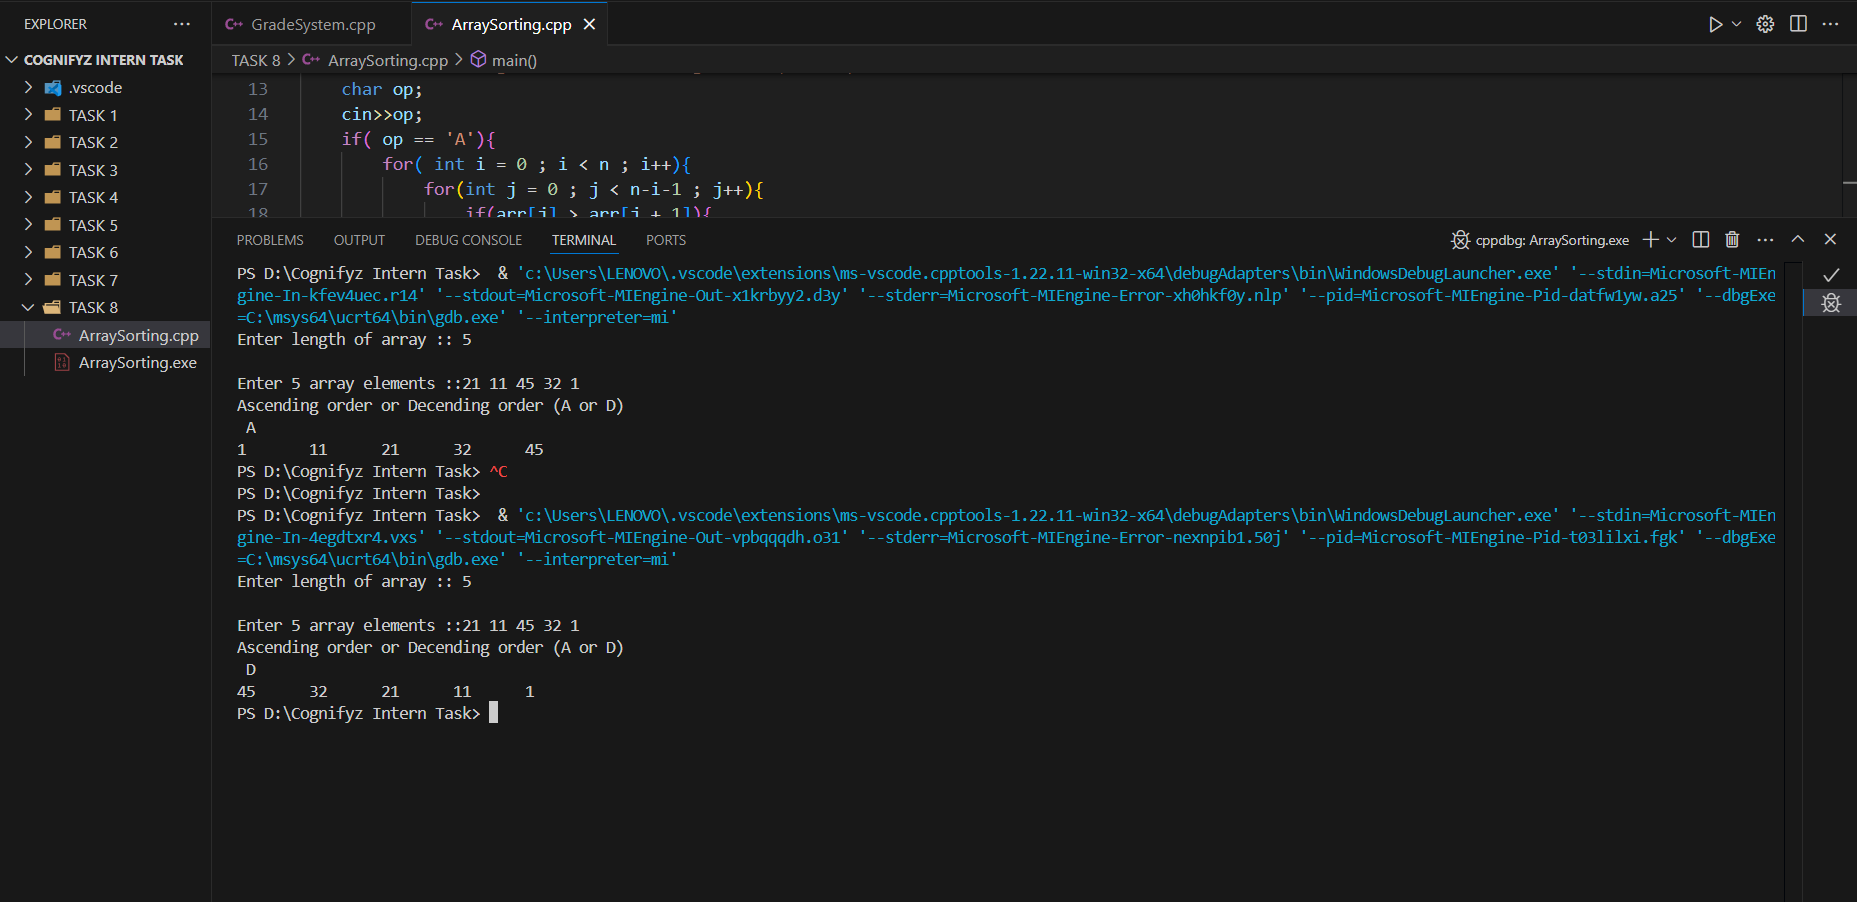 EXPLORER
COGNIFYZ INTERN TASK
.vscode
TASK 1
TASK 2
TASK 3
TASK 4
TASK 5
TASK 6
TASK 7
TASK 8
ArraySorting.cpp
ArraySorting.exe
GradeSystem.cpp
ArraySorting.cpp
TASK 8 > ArraySorting.cpp > main()
13 char op;
14 cin>>op;
15 if( op == 'A'){
16 for( int i = 0 ; i < n ; i++){
17 for(int j = 0 ; j < n-i-1 ; j++){
18 if(arr[j] > arr[j + 1]){
PROBLEMS OUTPUT DEBUG CONSOLE TERMINAL PORTS
cppdbg: ArraySorting.exe
PS D:\Cognifyz Intern Task>  & 'c:\Users\LENOVO\.vscode\extensions\ms-vscode.cpptools-1.22.11-win32-x64\debugAdapters\bin\WindowsDebugLauncher.exe' '--stdin=Microsoft-MIEn
gine-In-kfev4uec.r14' '--stdout=Microsoft-MIEngine-Out-x1krbyy2.d3y' '--stderr=Microsoft-MIEngine-Error-xh0hkf0y.nlp' '--pid=Microsoft-MIEngine-Pid-datfw1yw.a25' '--dbgExe
=C:\msys64\ucrt64\bin\gdb.exe' '--interpreter=mi'
Enter length of array :: 5
Enter 5 array elements ::21 11 45 32 1
Ascending order or Decending order (A or D)
A
1 11 21 32 45
PS D:\Cognifyz Intern Task> ^C
PS D:\Cognifyz Intern Task>
PS D:\Cognifyz Intern Task>  & 'c:\Users\LENOVO\.vscode\extensions\ms-vscode.cpptools-1.22.11-win32-x64\debugAdapters\bin\WindowsDebugLauncher.exe' '--stdin=Microsoft-MIEn
gine-In-4egdtxr4.vxs' '--stdout=Microsoft-MIEngine-Out-vpbqqqdh.o31' '--stderr=Microsoft-MIEngine-Error-nexnpib1.50j' '--pid=Microsoft-MIEngine-Pid-t03lilxi.fgk' '--dbgExe
=C:\msys64\ucrt64\bin\gdb.exe' '--interpreter=mi'
Enter length of array :: 5
Enter 5 array elements ::21 11 45 32 1
Ascending order or Decending order (A or D)
D
45 32 21 11 1
PS D:\Cognifyz Intern Task>